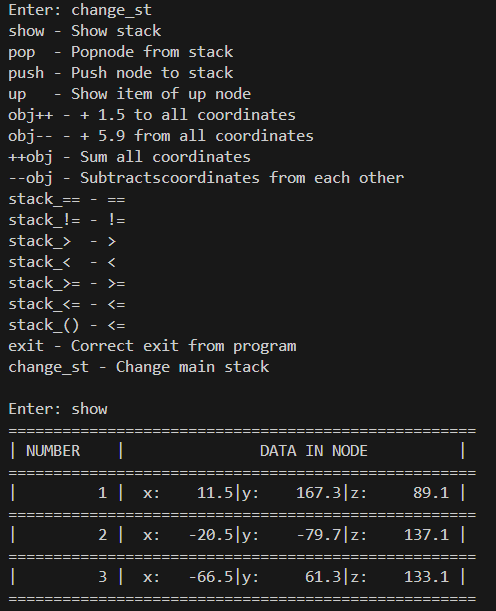 Enter: change_st
show - Show stack
pop  - Popnode from stack
push - Push node to stack
up   - Show item of up node
obj++ - + 1.5 to all coordinates
obj-- - + 5.9 from all coordinates
++obj - Sum all coordinates
--obj - Subtractscoordinates from each other
stack_== - ==
stack_!= - !=
stack_>  - >
stack_<  - <
stack_>= - >=
stack_<= - <=
stack_() - <=
exit - Correct exit from program
change_st - Change main stack

Enter: show
====================================================
| NUMBER    |               DATA IN NODE          |
====================================================
|         1 |  x:    11.5|y:    167.3|z:     89.1 |
====================================================
|         2 |  x:   -20.5|y:    -79.7|z:    137.1 |
====================================================
|         3 |  x:   -66.5|y:     61.3|z:    133.1 |
====================================================